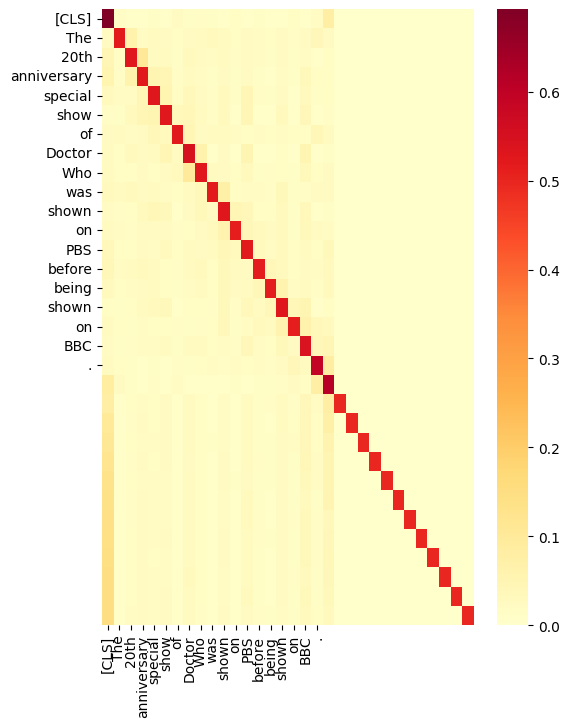 [CLS]
The
20th
anniversary
special
show
of
Doctor
Who
was
shown
on
PBS
before
being
shown
on
BBC
.
0.6
0.5
0.4
0.3
0.2
0.1
0.0
[CLS]
The
20th
anniversary
special
show
of
Doctor
Who
was
shown
on
PBS
before
being
shown
on
BBC
.